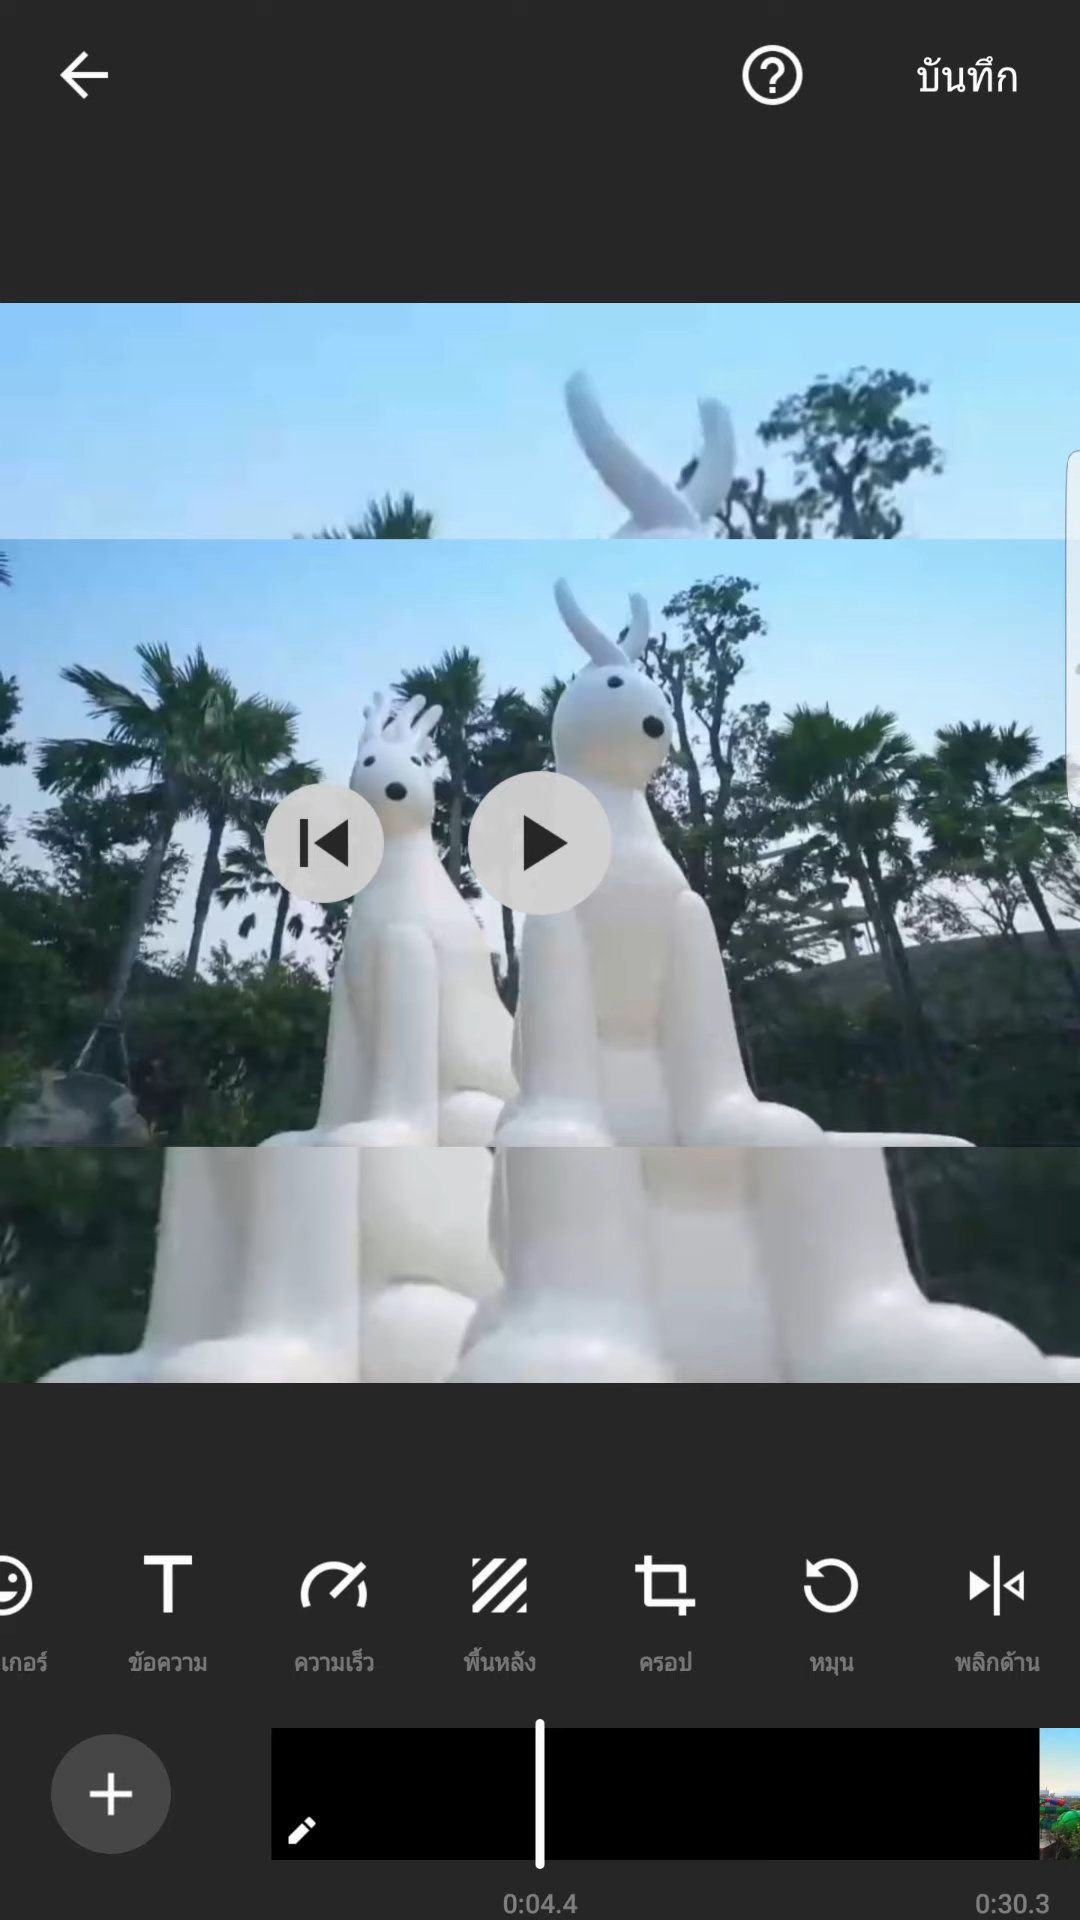 บันทึก
เกอร์
ข้อความ
ความเร็ว
พื้นหลัง
ครอป
หมุน
พลิกด้าน
0:04.4
0:30.3